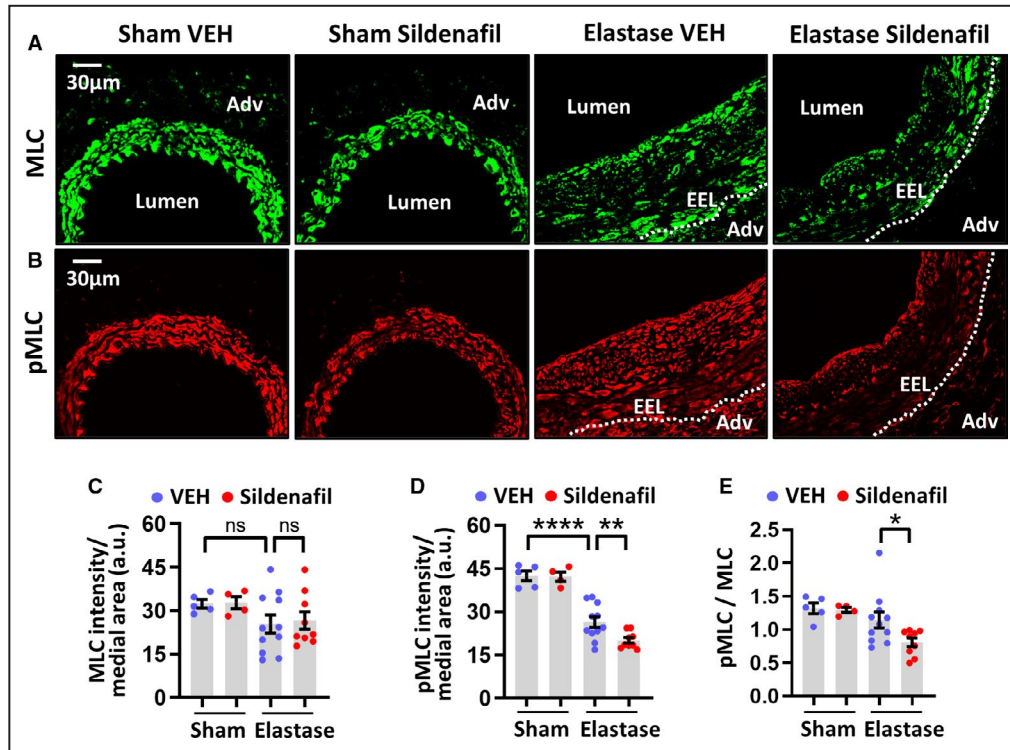 Sham VEH Sham Sildenafil Elastase VEH Elastase Sildenafil
A
30μm
Adv
Lumen
Adv
Lumen
Lumen
EEL
Adv
Lumen
EEL
Adv
MLC
B
30μm
EEL
Adv
EEL
Adv
pMLC
C
VEH Sildenafil
ns ns
MLC intensity/
medial area (a.u.)
60
45
30
15
0
Sham Elastase
D
VEH Sildenafil
**** **
pMLC intensity/
medial area (a.u.)
60
45
30
15
0
Sham Elastase
E
VEH Sildenafil
*
pMLC / MLC
2.5
2.0
1.5
1.0
0.5
0.0
Sham Elastase